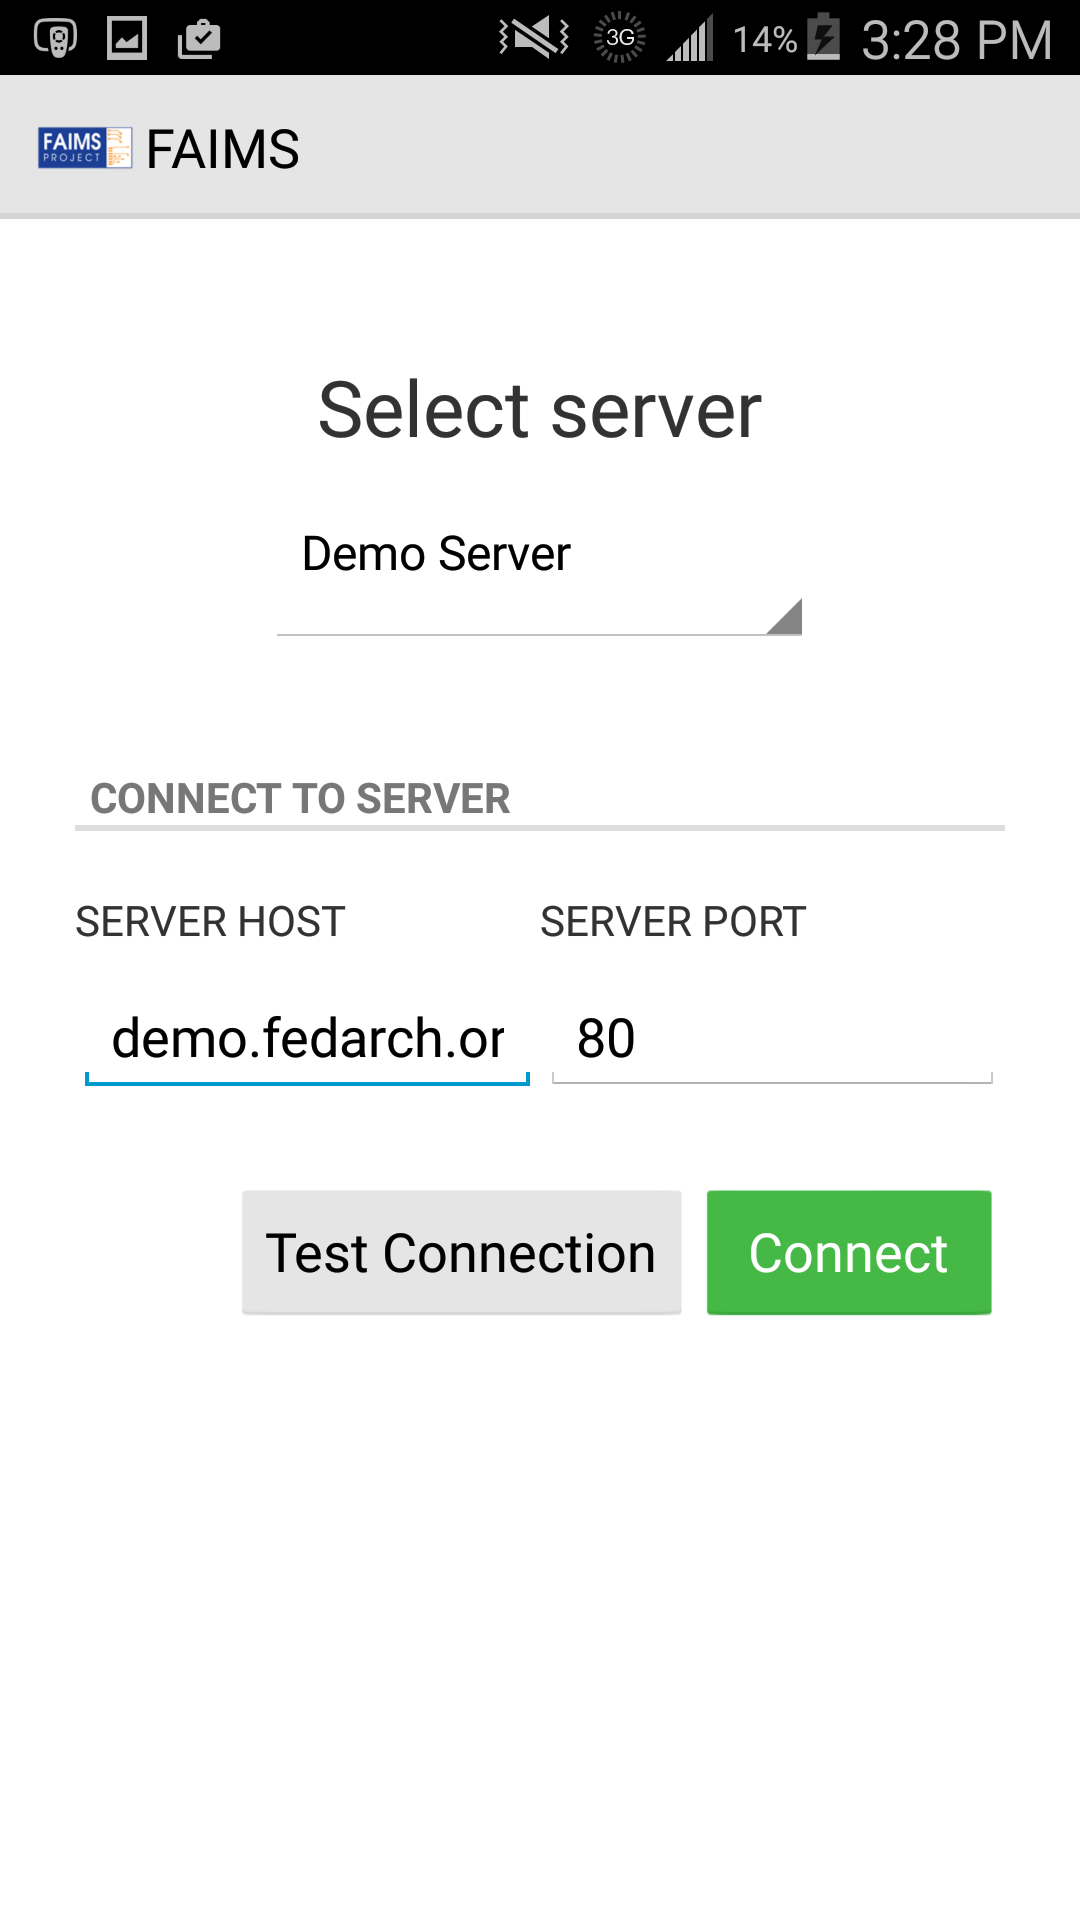 3G 14% 3:28 PM
FAIMS PROJECT FAIMS
Select server
Demo Server
CONNECT TO SERVER
SERVER HOST SERVER PORT
demo.fedarch.or 80
Test Connection Connect